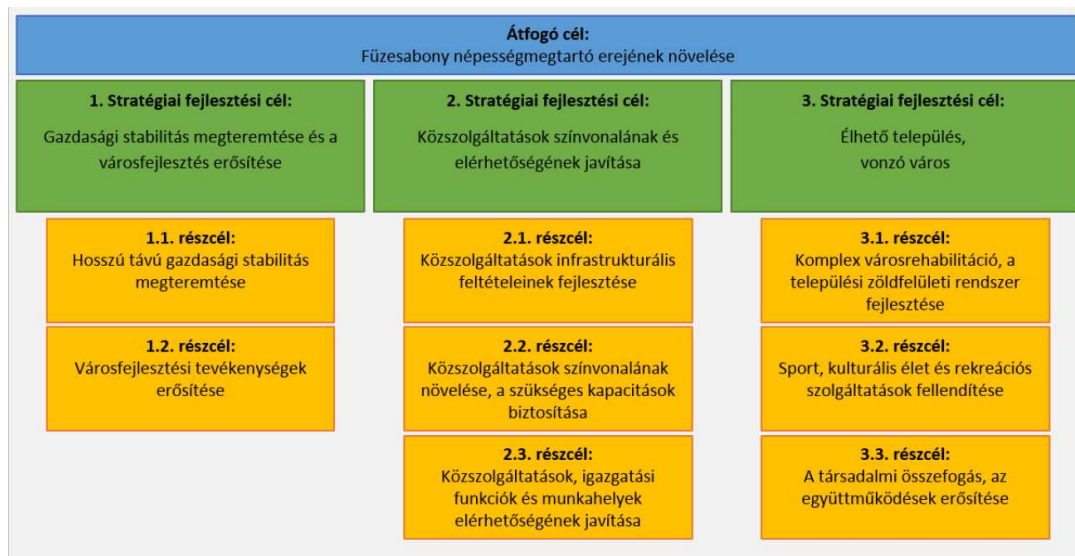 Átfogó cél:
Füzesabony népességmegtartó erejének növelése
1. Stratégiai fejlesztési cél:
Gazdasági stabilitás megteremtése és a
városfejlesztés erősítése
2. Stratégiai fejlesztési cél:
Közszolgáltatások színvonalának és
elérhetőségének javítása
3. Stratégiai fejlesztési cél:
Élhető település,
vonzó város
1.1. részcél:
Hosszú távú gazdasági stabilitás
megteremtése
1.2. részcél:
Városfejlesztési tevékenységek
erősítése
2.1. részcél:
Közszolgáltatások infrastrukturális
feltételeinek fejlesztése
2.2. részcél:
Közszolgáltatások színvonalának
növelése, a szükséges kapacitások
biztosítása
2.3. részcél:
Közszolgáltatások, igazgatási
funkciók és munkahelyek
elérhetőségének javítása
3.1. részcél:
Komplex városrehabilitáció, a
települési zöldfelületi rendszer
fejlesztése
3.2. részcél:
Sport, kulturális élet és rekreációs
szolgáltatások fellendítése
3.3. részcél:
A társadalmi összefogás, az
együttműködések erősítése